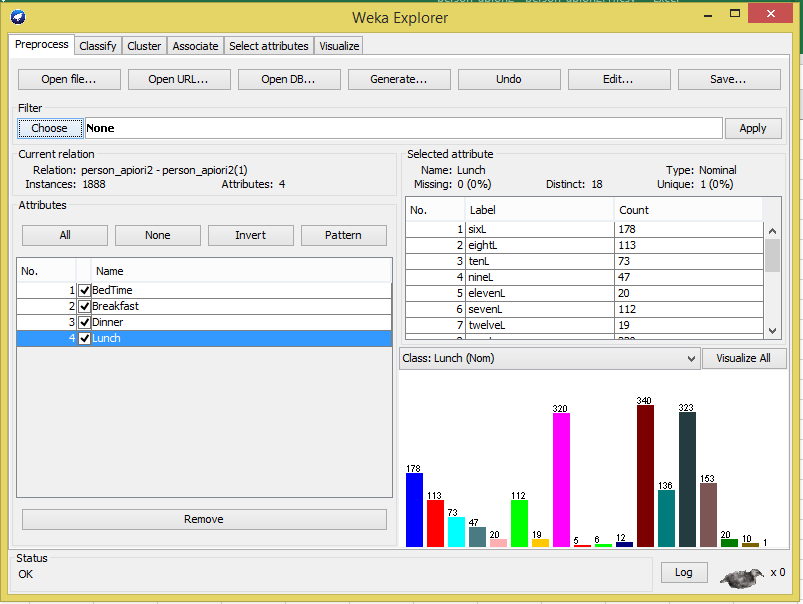 Weka Explorer
Preprocess Classify Cluster Associate Select attributes Visualize
Open file... Open URL... Open DB... Generate... Undo Edit... Save...
Filter
Choose None Apply
Current relation
Relation: person_apiori2 - person_apiori2(1)
Instances: 1888 Attributes: 4
Attributes
All None Invert Pattern
No. Name
1 BedTime
2 Breakfast
3 Dinner
4 Lunch
Remove
Selected attribute
Name: Lunch Type: Nominal
Missing: 0 (0%) Distinct: 18 Unique: 1 (0%)
No. Label Count
1 sixL 178
2 eightL 113
3 tenL 73
4 nineL 47
5 elevenL 20
6 sevenL 112
7 twelveL 19
Class: Lunch (Nom) Visualize All
178 113 73 47 20 112 19 320 5 6 12 340 136 323 153 20 10 1
Status
OK
Log x 0